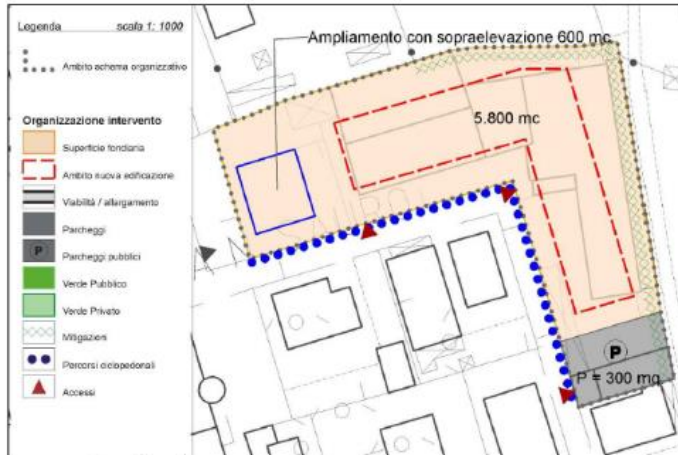 Legenda scala 1: 1000
Ambito schema organizzativo
Organizzazione intervento
Superficie fondiaria
Ambito nuova edificazione
Viabilità / allargamento
Parcheggi
P Parcheggi pubblici
Verde Pubblico
Verde Privato
Mitigazioni
Percorsi ciclopedonali
Accessi
Ampliamento con sopraelevazione 600 mc
5.800 mc
P
P = 300 mq